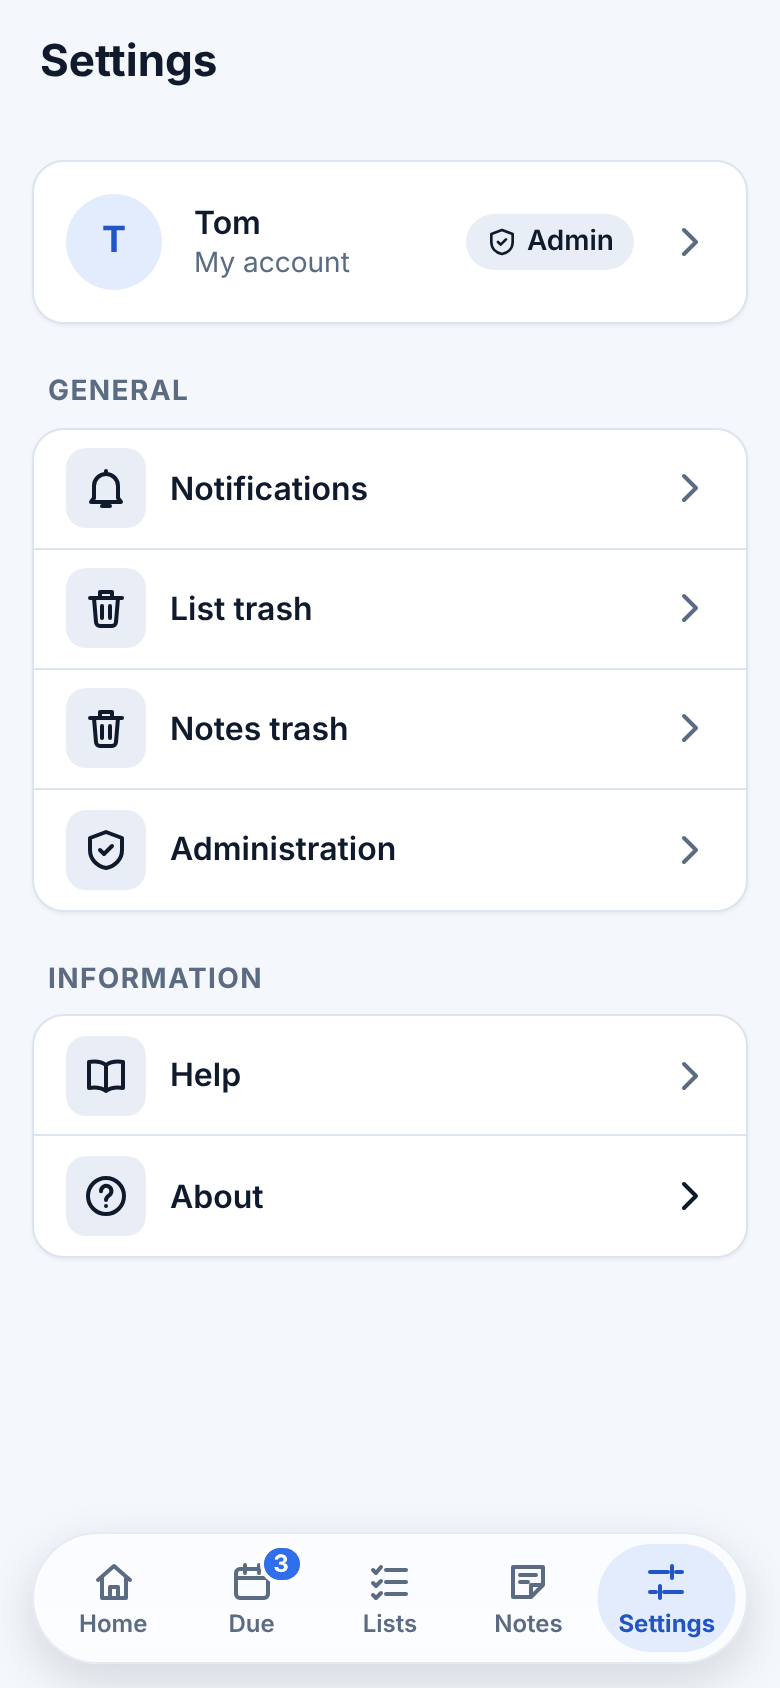 Settings
T
Tom
My account
Admin
GENERAL
Notifications
List trash
Notes trash
Administration
INFORMATION
Help
About
3
Home
Due
Lists
Notes
Settings